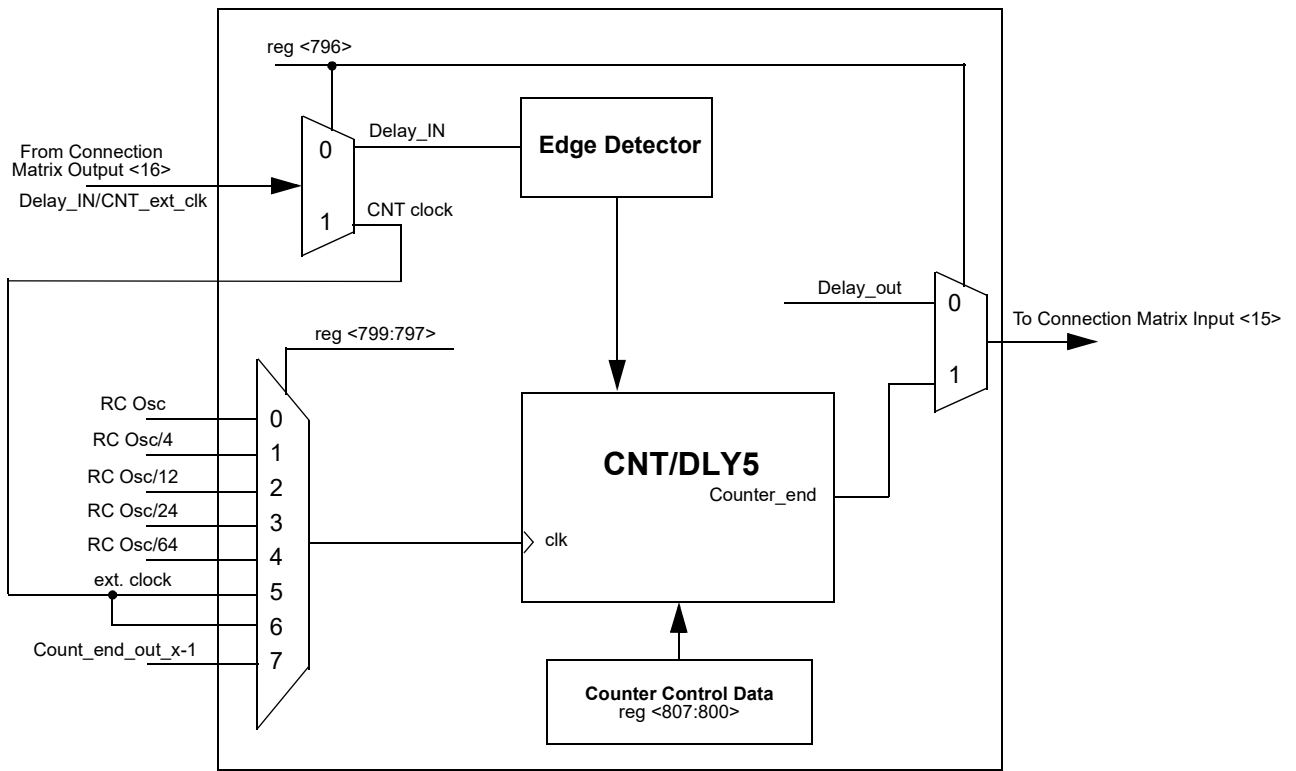 reg <796>
From Connection
Matrix Output <16>
Delay_IN/CNT_ext_clk
0
1
Delay_IN
CNT clock
Edge Detector
Delay_out
0
1
To Connection Matrix Input <15>
reg <799:797>
RC Osc
RC Osc/4
RC Osc/12
RC Osc/24
RC Osc/64
ext. clock
Count_end_out_x-1
0
1
2
3
4
5
6
7
CNT/DLY5
Counter_end
clk
Counter Control Data
reg <807:800>